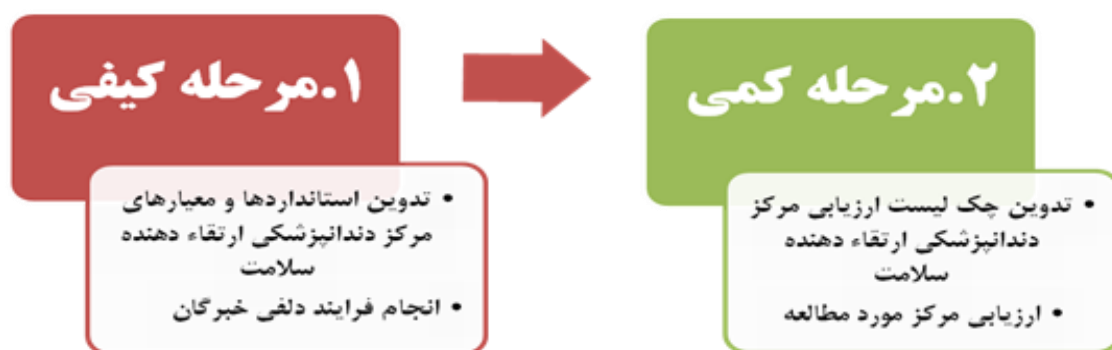 ۱.مرحله کیفی
• تدوین استانداردها و معیارهای
مرکز دندانپزشکی ارتقاء دهنده
سلامت
• انجام فرایند دلفی خبرگان
۲.مرحله کمی
• تدوین چک لیست ارزیابی مرکز
دندانپزشکی ارتقاء دهنده
سلامت
• ارزیابی مرکز مورد مطالعه